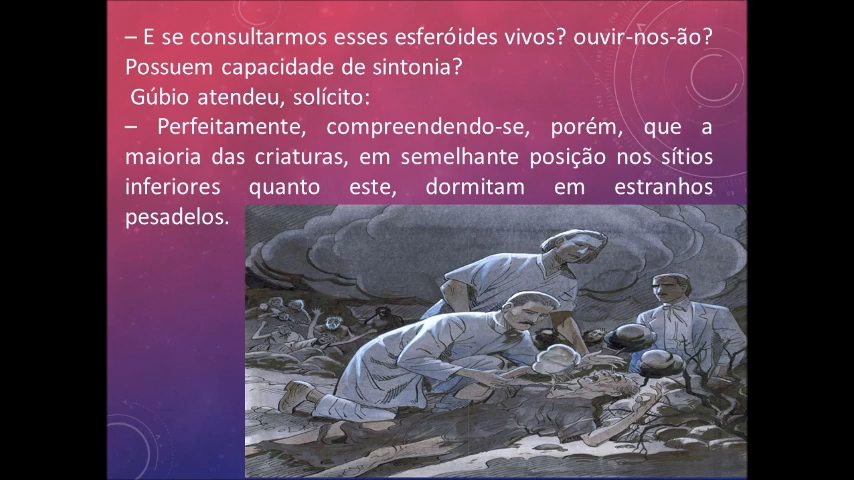 – E se consultarmos esses esferóides vivos? ouvir-nos-ão?
Possuem capacidade de sintonia?
Gúbio atendeu, solícito:
– Perfeitamente, compreendendo-se, porém, que a
maioria das criaturas, em semelhante posição nos sítios
inferiores quanto este, dormitam em estranhos
pesadelos.